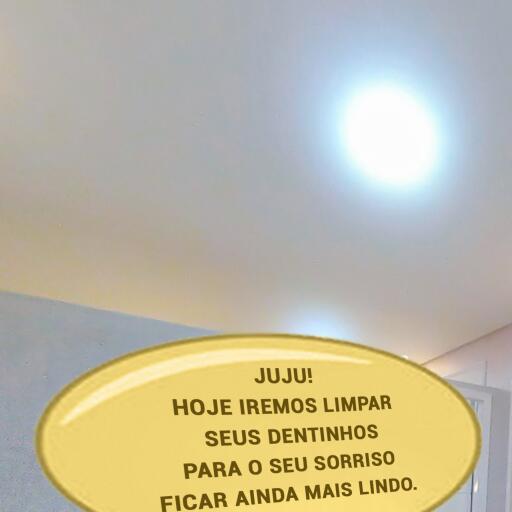 JUJU!
HOJE IREMOS LIMPAR
SEUS DENTINHOS
PARA O SEU SORRISO
FICAR AINDA MAIS LINDO.